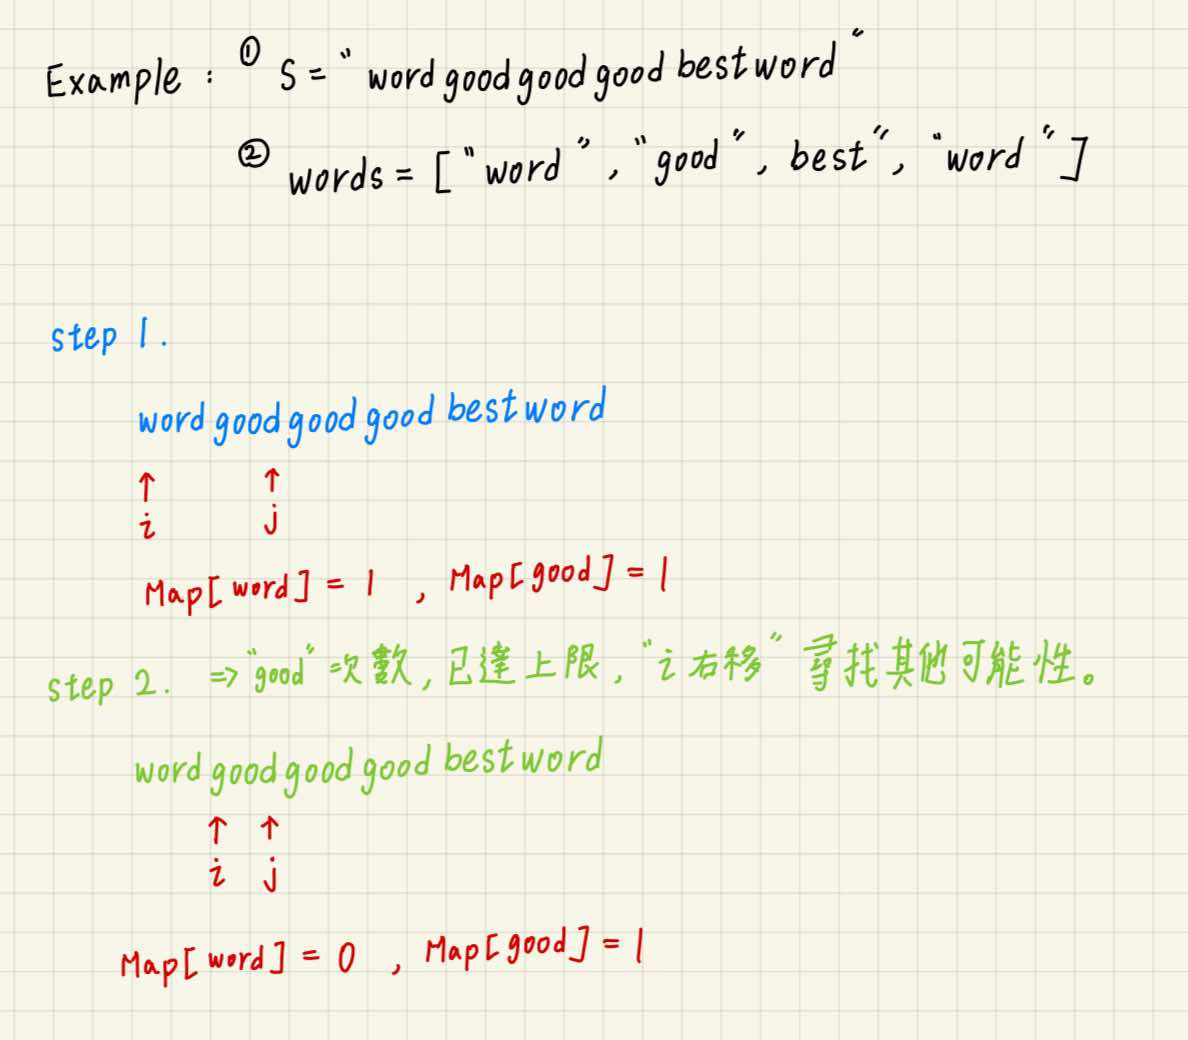 Example : ① S = " word good good good best word "
② words = [ " word " , " good " , best " , " word " ]
step 1 .
word good good good best word
↑ ↑
i j
Map[ word ] = 1 , Map[ good ] = 1
step 2 . => "good" 次數 , 已達上限 , " i 右移 " 尋找其他可能性。
word good good good best word
↑ ↑
i j
Map[ word ] = 0 , Map[ good ] = 1